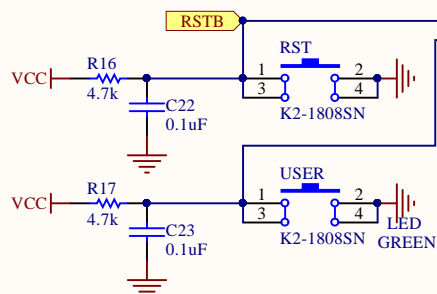 RSTB
R16
RST
VCC
1
2
3
4
4.7k
C22
0.1uF
K2-1808SN
R17
USER
VCC
1
2
3
4
4.7k
C23
0.1uF
K2-1808SN
LED
GREEN